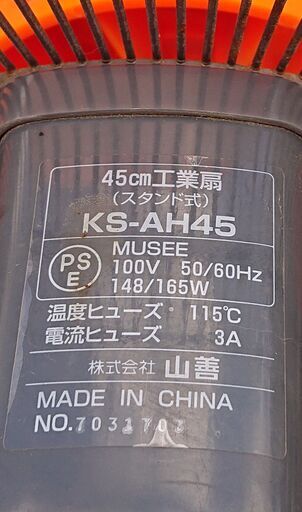 45cm工業扇
(スタンド式)
KS-AH45
PSE
MUSEE
100V 50/60Hz
148/165W
温度ヒューズ 115℃
電流ヒューズ 3A
株式会社 山善
MADE IN CHINA
NO.7031703